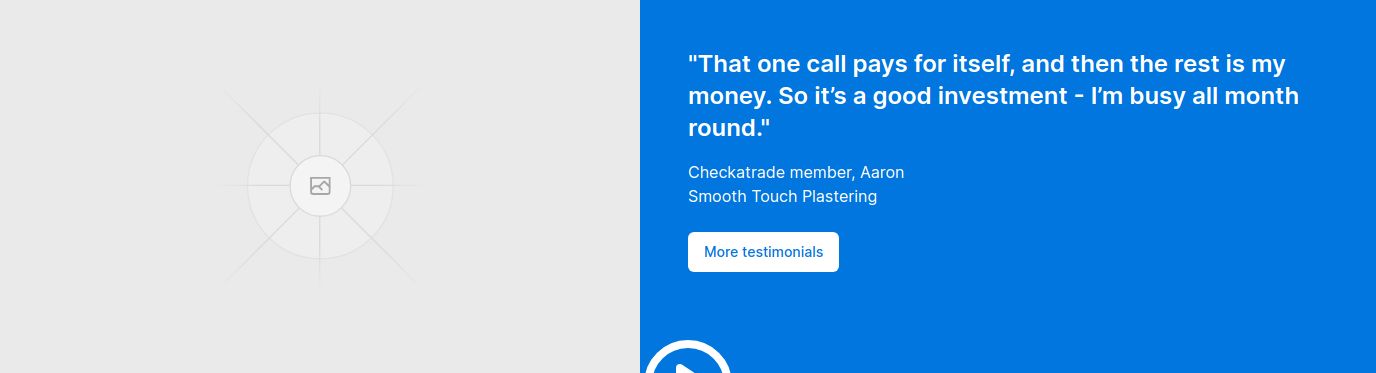 "That one call pays for itself, and then the rest is my
money. So it’s a good investment - I’m busy all month
round."
Checkatrade member, Aaron
Smooth Touch Plastering
More testimonials